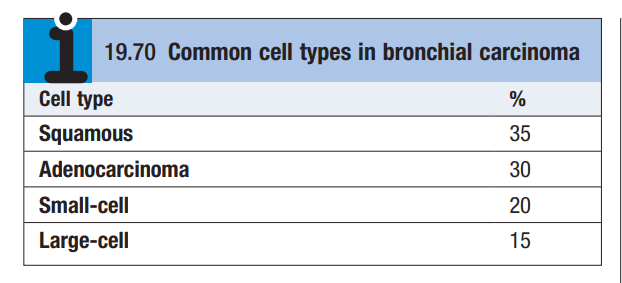 i 19.70 Common cell types in bronchial carcinoma
Cell type %
Squamous 35
Adenocarcinoma 30
Small-cell 20
Large-cell 15